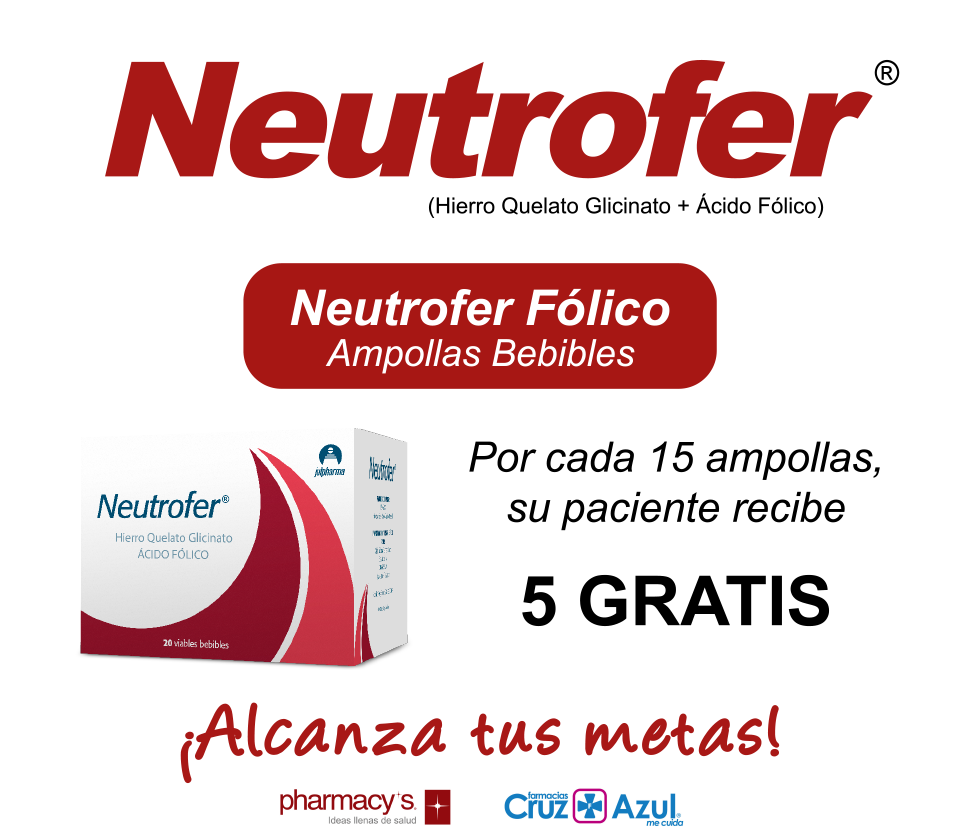 Neutrofer®
(Hierro Quelato Glicinato + Ácido Fólico)
Neutrofer Fólico
Ampollas Bebibles
julpharma
Neutrofer®
Neutrofer®
Hierro Quelato Glicinato
ÁCIDO FÓLICO
20 viables bebibles
Por cada 15 ampollas,
su paciente recibe
5 GRATIS
¡Alcanza tus metas!
pharmacy's.
Ideas llenas de salud
farmacias
Cruz Azul®
me cuida